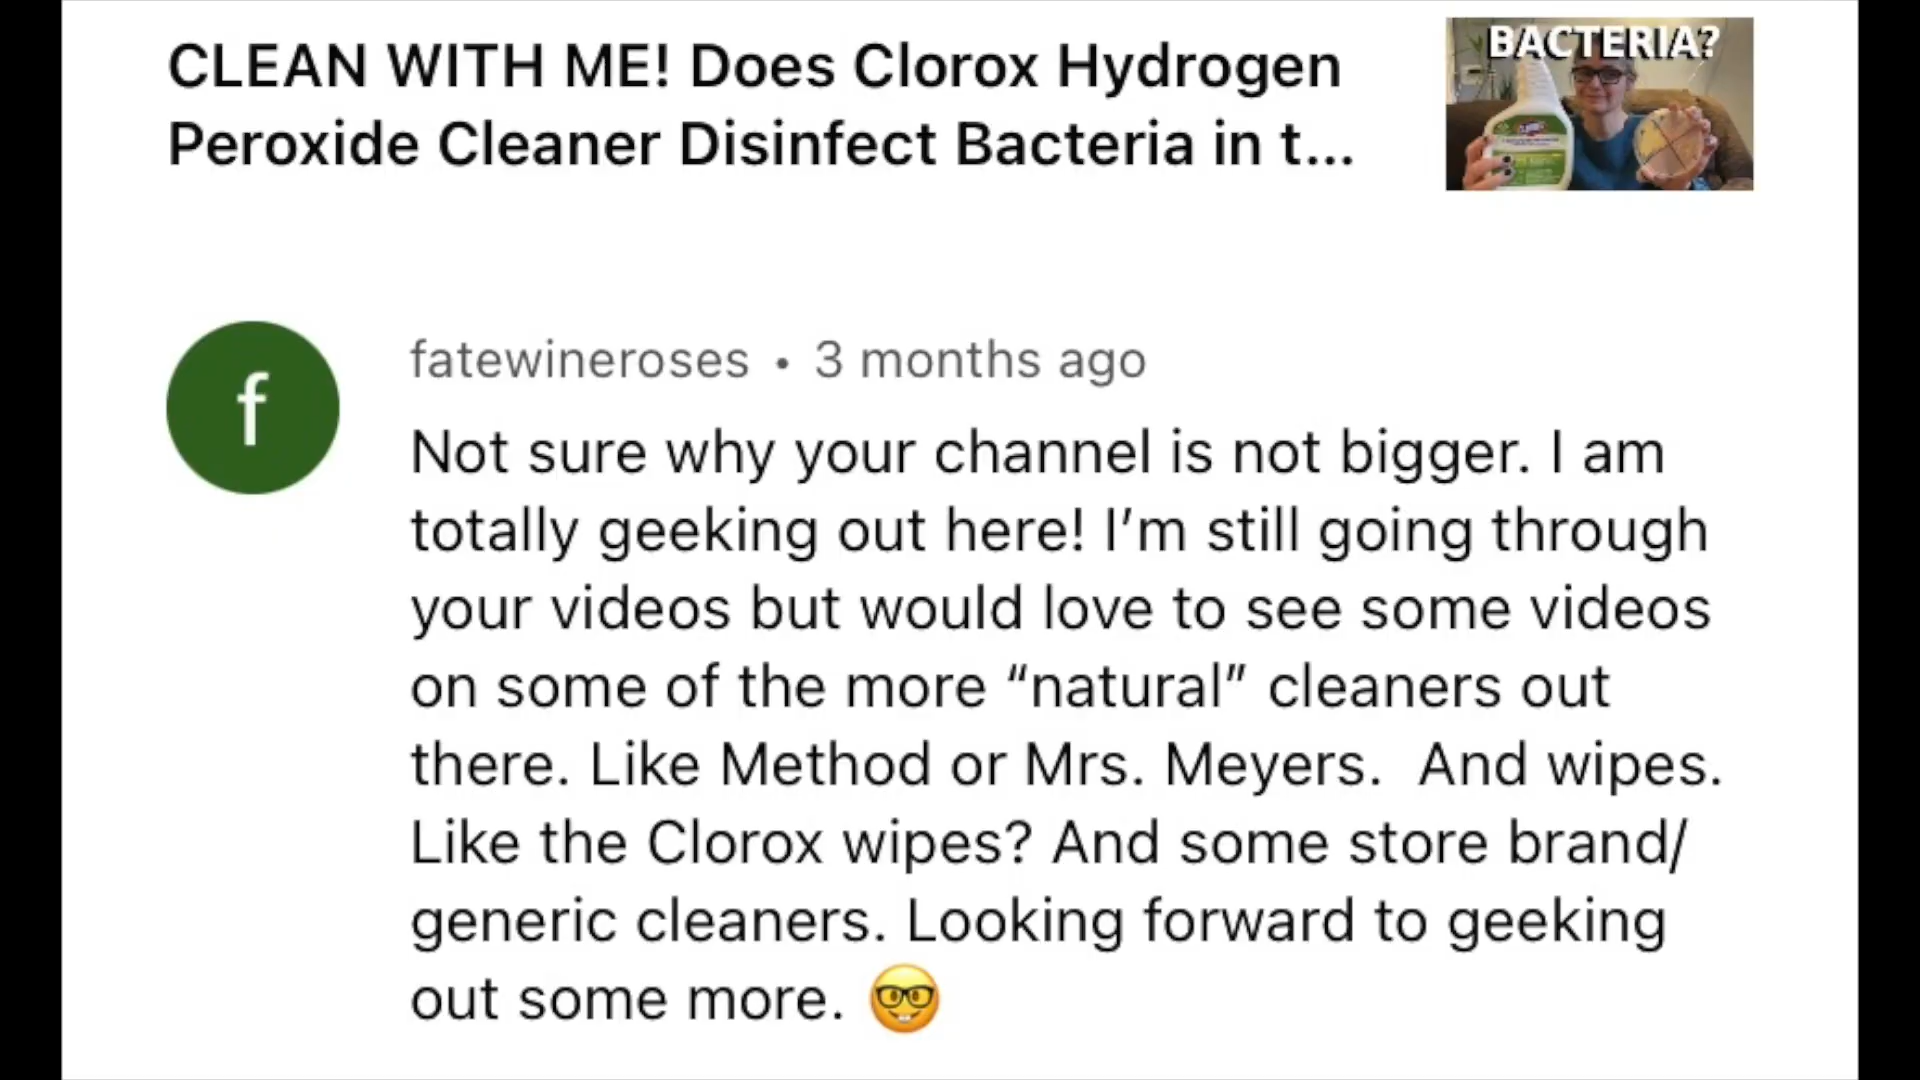 CLEAN WITH ME! Does Clorox Hydrogen
Peroxide Cleaner Disinfect Bacteria in t...
BACTERIA?
CLOROX
f
fatewineroses • 3 months ago
Not sure why your channel is not bigger. I am
totally geeking out here! I’m still going through
your videos but would love to see some videos
on some of the more “natural” cleaners out
there. Like Method or Mrs. Meyers.  And wipes.
Like the Clorox wipes? And some store brand/
generic cleaners. Looking forward to geeking
out some more. 🤓